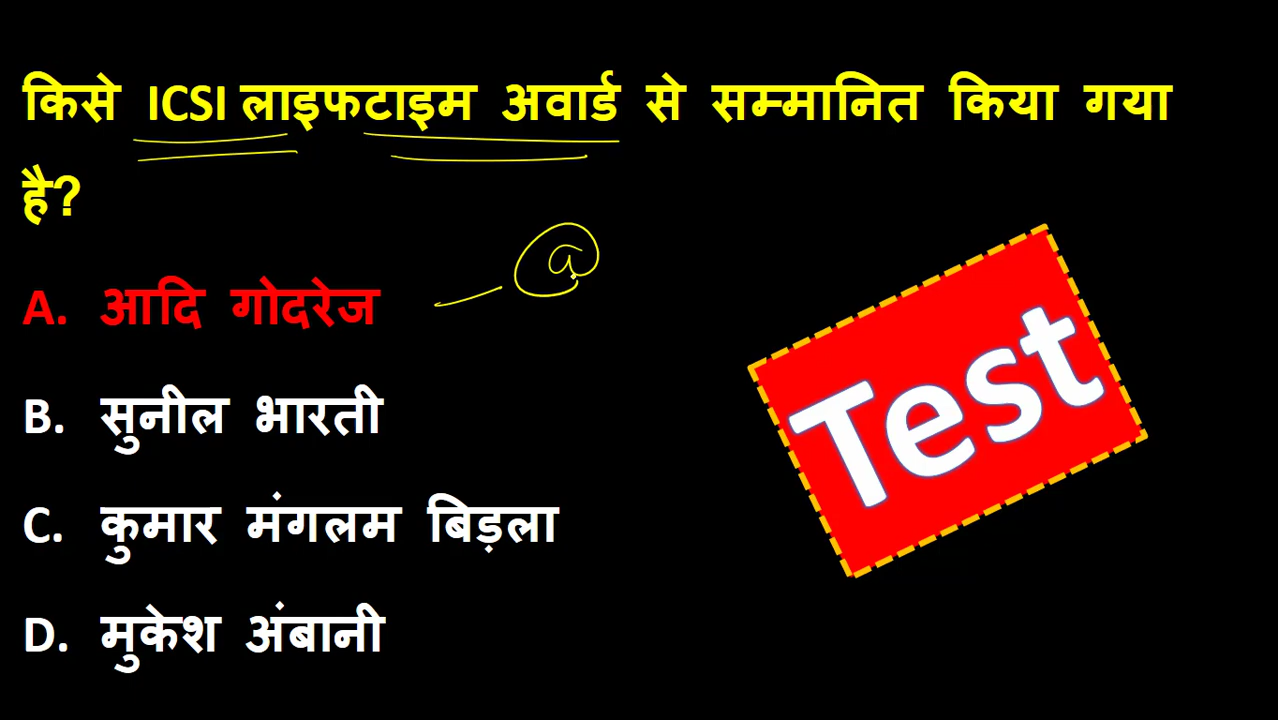 किसे ICSI लाइफटाइम अवार्ड से सम्मानित किया गया
है?
a
A. आदि गोदरेज
B. सुनील भारती
C. कुमार मंगलम बिड़ला
D. मुकेश अंबानी
Test